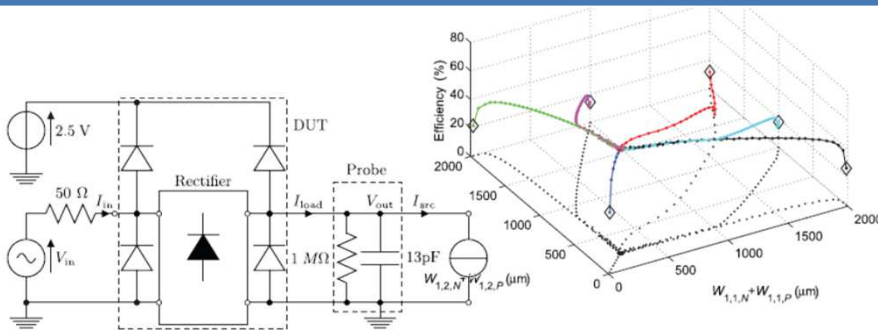 2.5 V
DUT
50 Ω
I_in
Rectifier
I_load
Probe
V_out
I_src
V_in
1 MΩ
13pF
Efficiency (%)
80
60
40
20
0
2000
1500
1000
500
0
0
500
1000
1500
2000
W_1,2,N+W_1,2,P (μm)
W_1,1,N+W_1,1,P (μm)